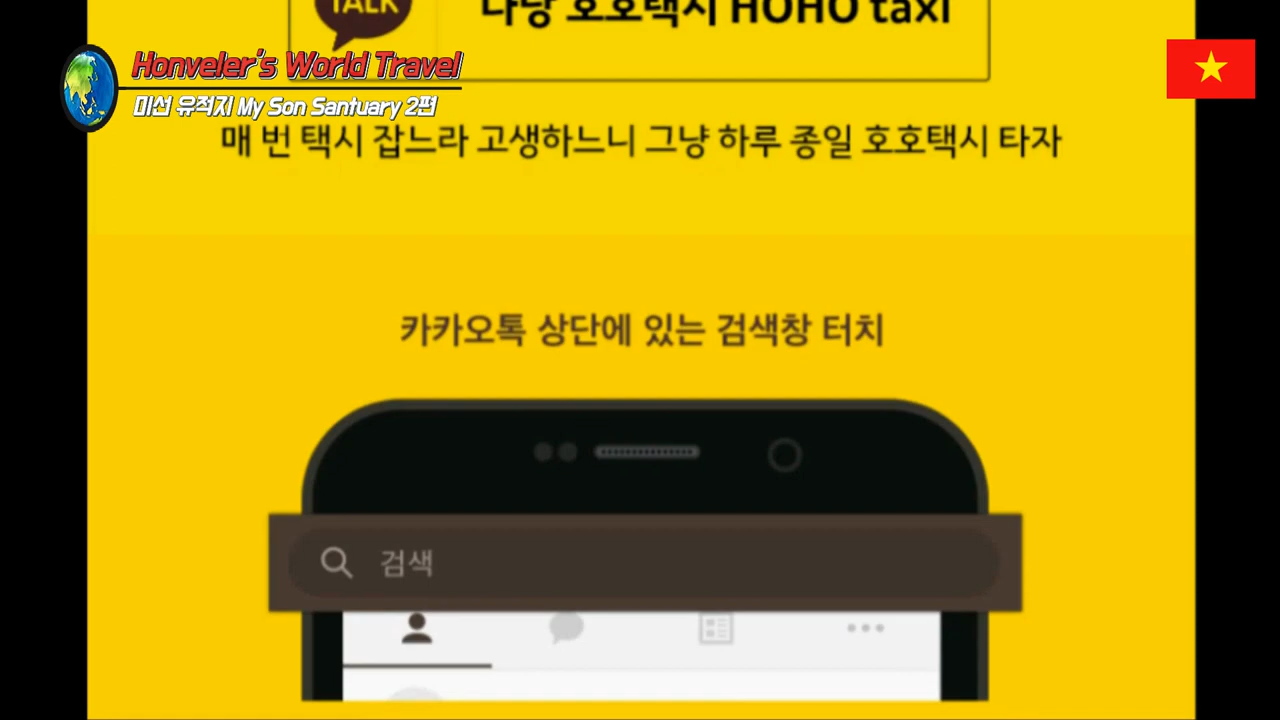 TALK
다낭 호호택시 HOHO taxi
Honveler's World Travel
미선 유적지 My Son Santuary 2편
매 번 택시 잡느라 고생하느니 그냥 하루 종일 호호택시 타자
카카오톡 상단에 있는 검색창 터치
검색